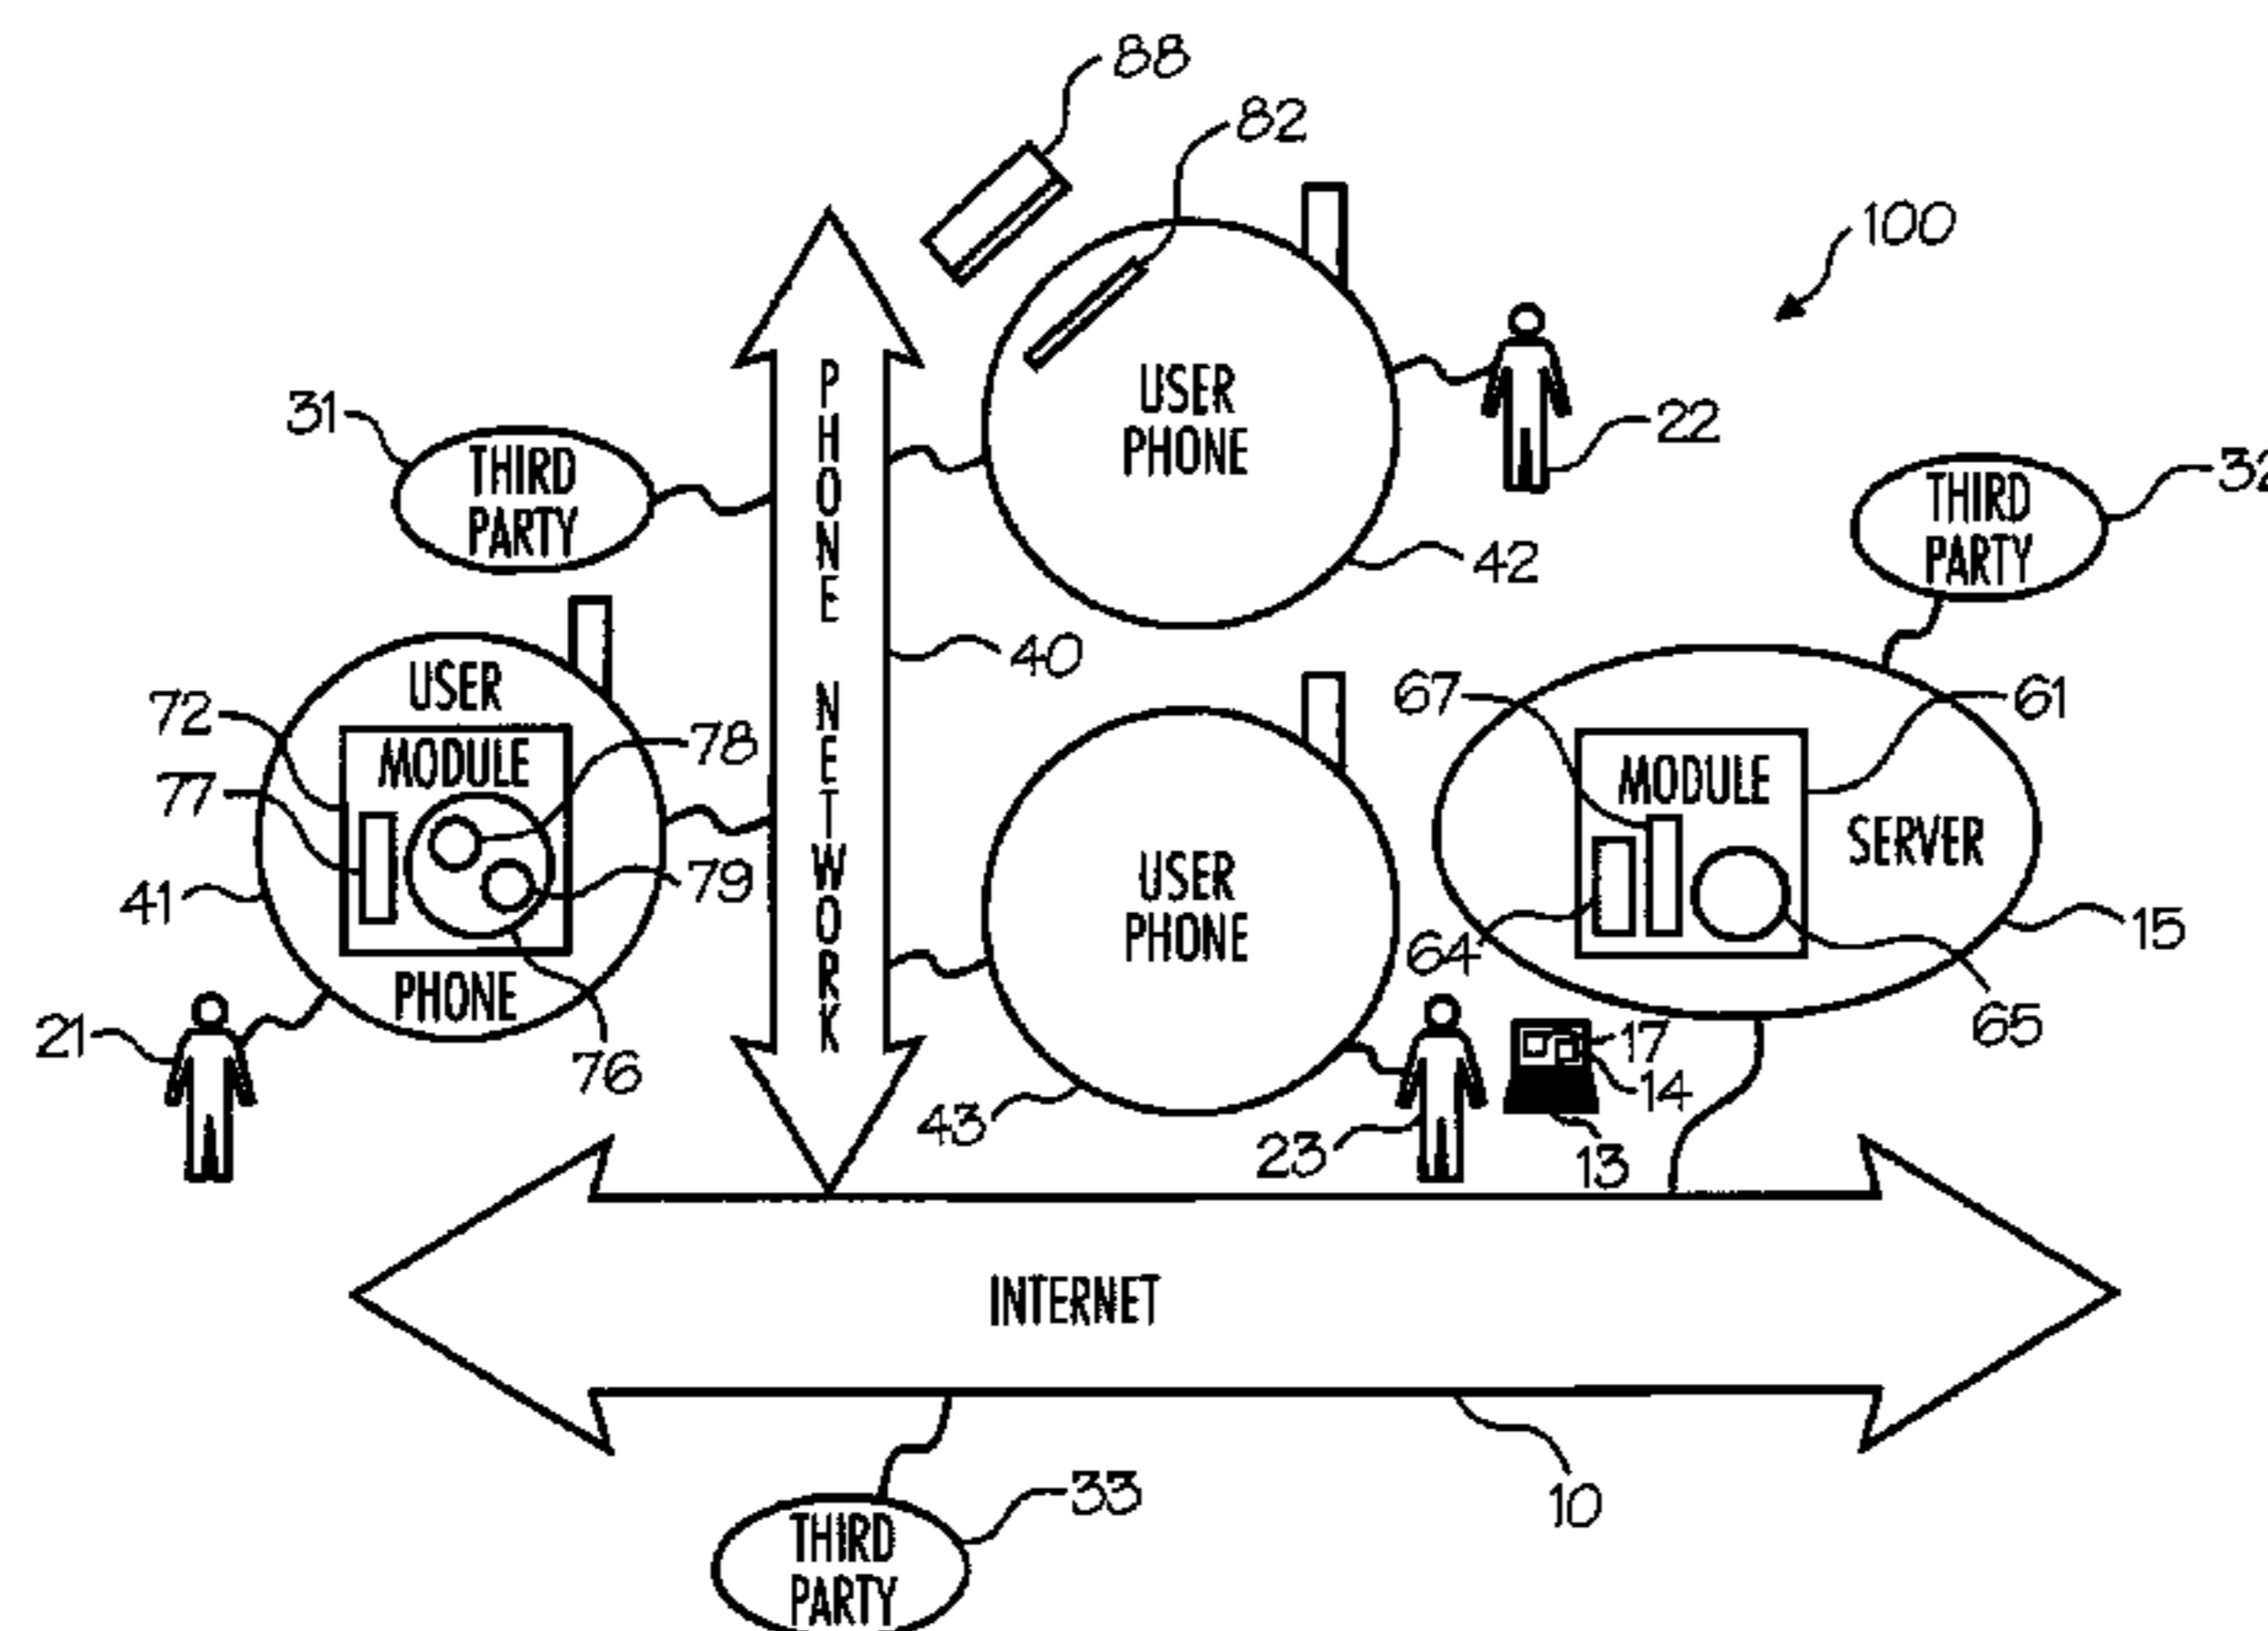 88
82
100
31
THIRD
PARTY
USER
PHONE
22
32
THIRD
PARTY
42
PHONE NETWORK
40
72
USER
MODULE
78
77
79
41
PHONE
76
21
67
61
MODULE
SERVER
64
15
65
USER
PHONE
43
23
17
14
13
INTERNET
10
33
THIRD
PARTY